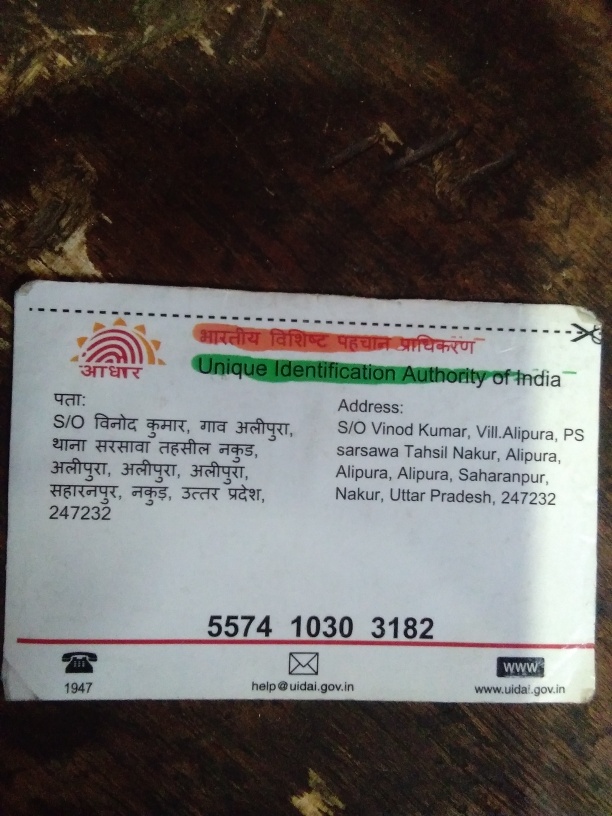 भारतीय विशिष्ट पहचान प्राधिकरण
Unique Identification Authority of India
आधार
पता:
S/O विनोद कुमार, गाव अलीपुरा,
थाना सरसावा तहसील नकुड,
अलीपुरा, अलीपुरा, अलीपुरा,
सहारनपुर, नकुड़, उत्तर प्रदेश,
247232
Address:
S/O Vinod Kumar, Vill.Alipura, PS
sarsawa Tahsil Nakur, Alipura,
Alipura, Alipura, Saharanpur,
Nakur, Uttar Pradesh, 247232
5574 1030 3182
1947
help@uidai.gov.in
www
www.uidai.gov.in